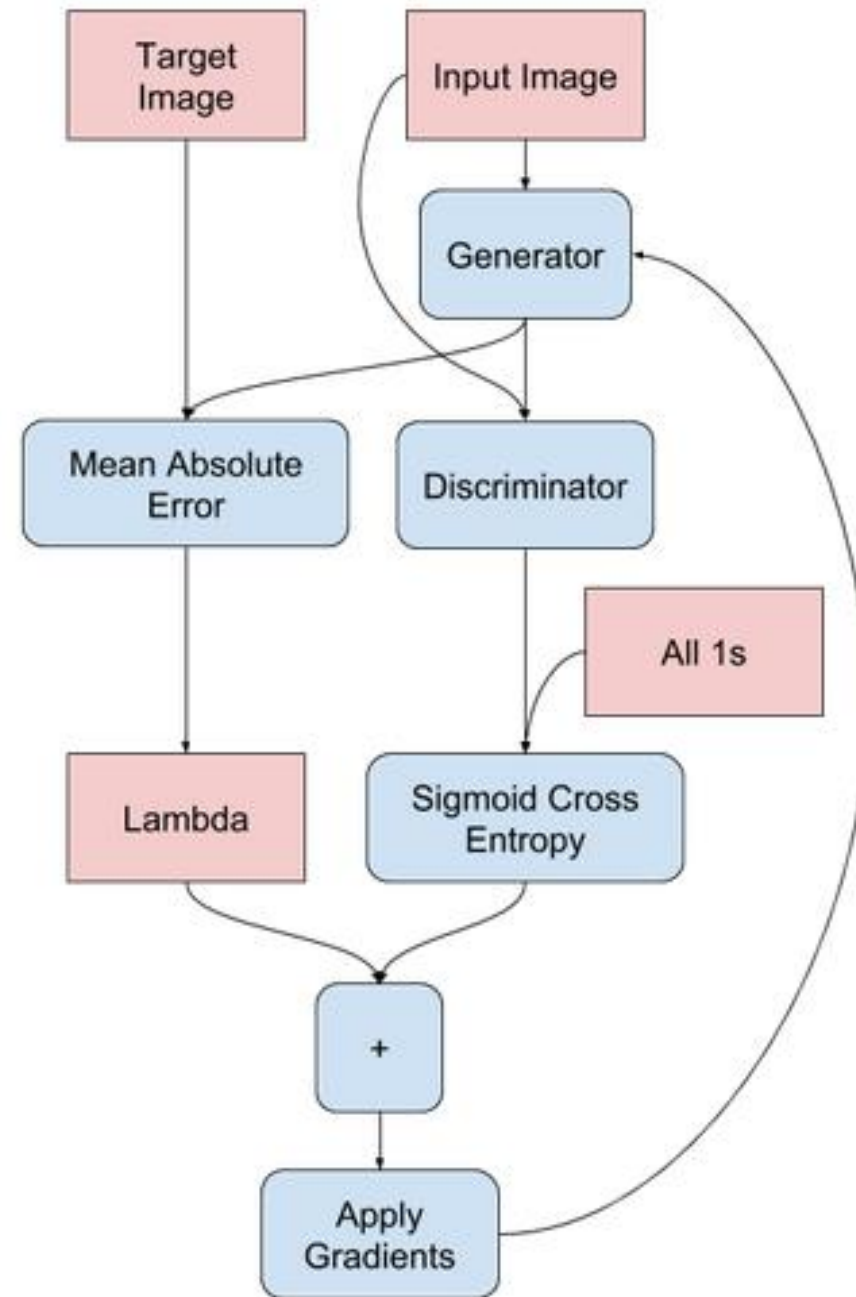 Target
Image
Input Image
Generator
Mean Absolute
Error
Discriminator
All 1s
Lambda
Sigmoid Cross
Entropy
+
Apply
Gradients